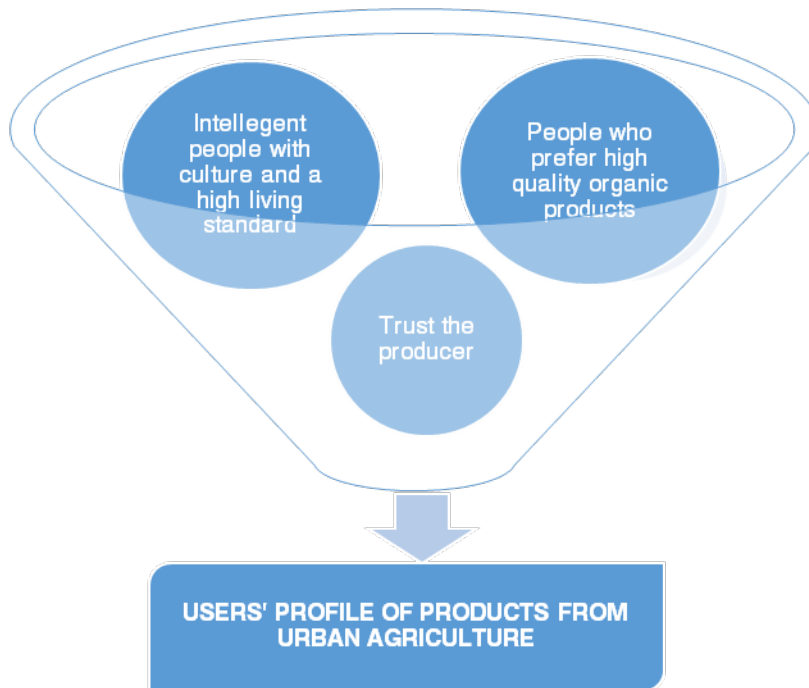 Intellegent
people with
culture and a
high living
standard
People who
prefer high
quality organic
products
Trust the
producer
USERS' PROFILE OF PRODUCTS FROM
URBAN AGRICULTURE